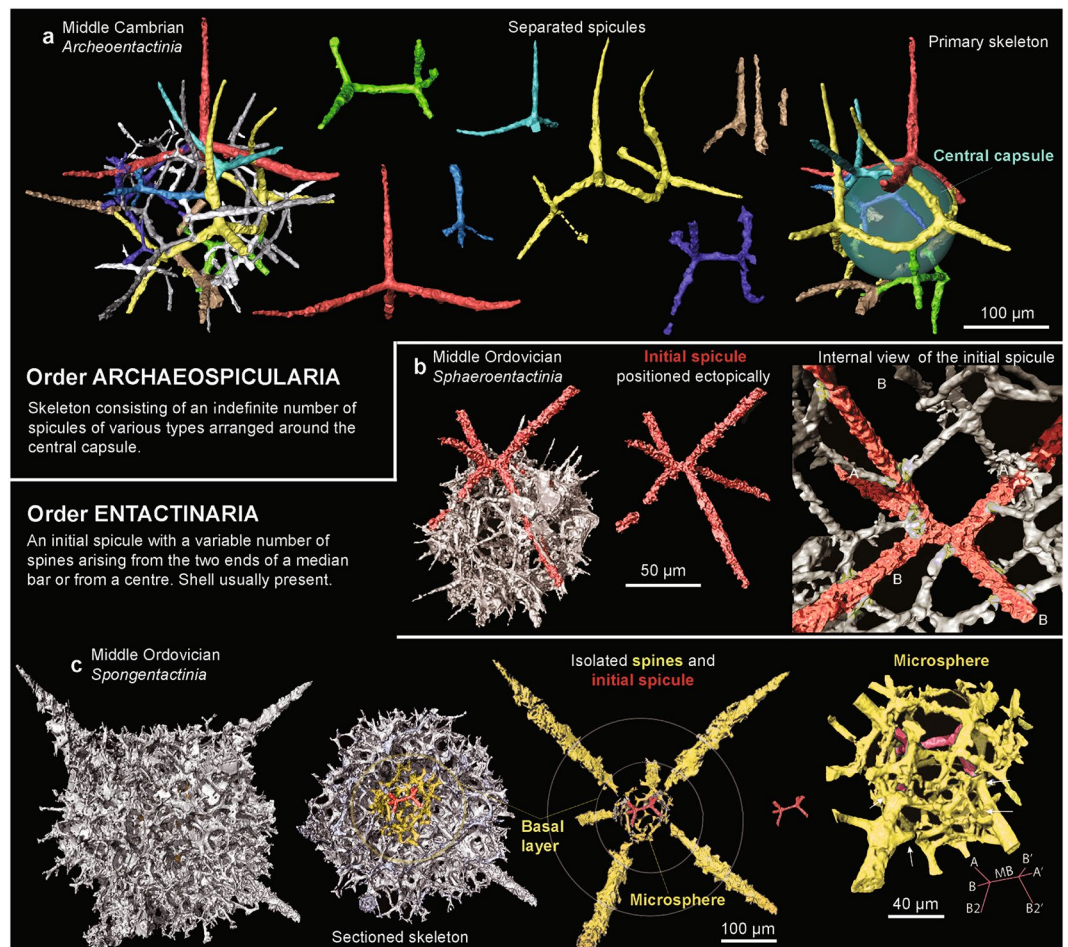 a Middle Cambrian
Archeoentactinia
Separated spicules
Primary skeleton
Central capsule
100 µm
Order ARCHAEOSPICULARIA
Skeleton consisting of an indefinite number of
spicules of various types arranged around the
central capsule.
b Middle Ordovician
Sphaeroentactinia
Initial spicule
positioned ectopically
Internal view of the initial spicule
B
A
A
B
B
50 µm
Order ENTACTINARIA
An initial spicule with a variable number of
spines arising from the two ends of a median
bar or from a centre. Shell usually present.
c Middle Ordovician
Spongentactinia
Isolated spines and
initial spicule
Microsphere
Basal
layer
Microsphere
Sectioned skeleton
100 µm
40 µm
A
B
B2
MB
B'
A'
B2'